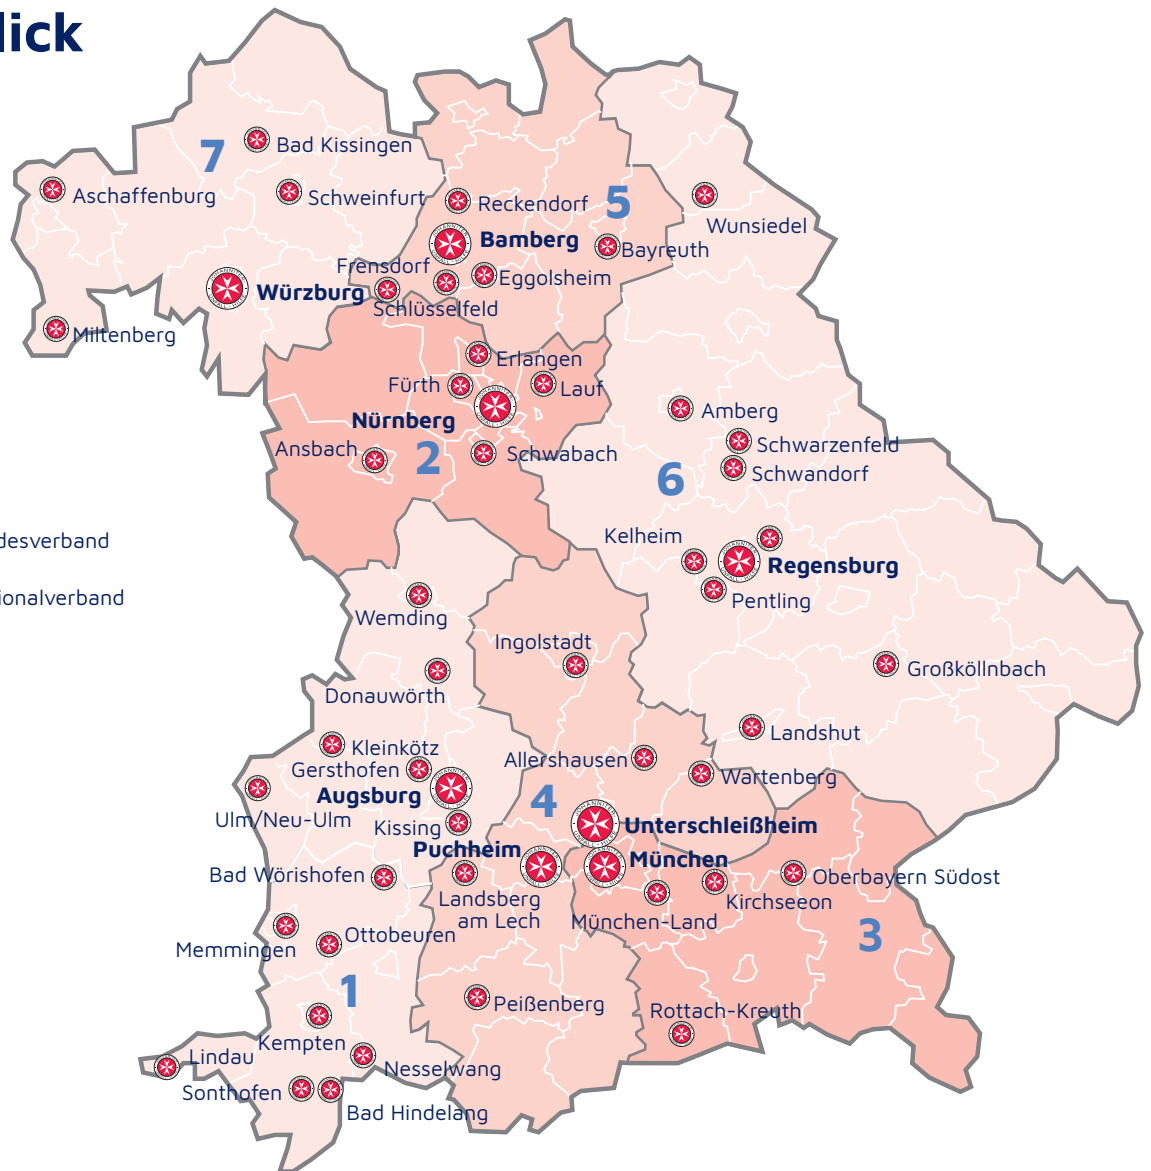 lick
7
Bad Kissingen
Aschaffenburg
Schweinfurt
Reckendorf
5
Wunsiedel
Bamberg
Bayreuth
Frensdorf
Eggolsheim
Würzburg
Schlüsselfeld
Miltenberg
Erlangen
Fürth
Lauf
Nürnberg
Amberg
Ansbach
2
Schwabach
Schwarzenfeld
6
Schwandorf
desverband
Kelheim
Regensburg
ionalverband
Pentling
Wemding
Ingolstadt
Großköllnbach
Donauwörth
Landshut
Kleinkötz
Gersthofen
Allershausen
Wartenberg
Augsburg
4
Ulm/Neu-Ulm
Kissing
Unterschleißheim
Puchheim
München
Bad Wörishofen
Oberbayern Südost
Landsberg
am Lech
Kirchseeon
München-Land
Memmingen
Ottobeuren
3
1
Peißenberg
Rottach-Kreuth
Kempten
Lindau
Nesselwang
Sonthofen
Bad Hindelang